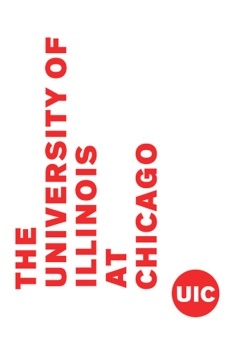 THE
UNIVERSITY OF
ILLINOIS
AT
CHICAGO
UIC